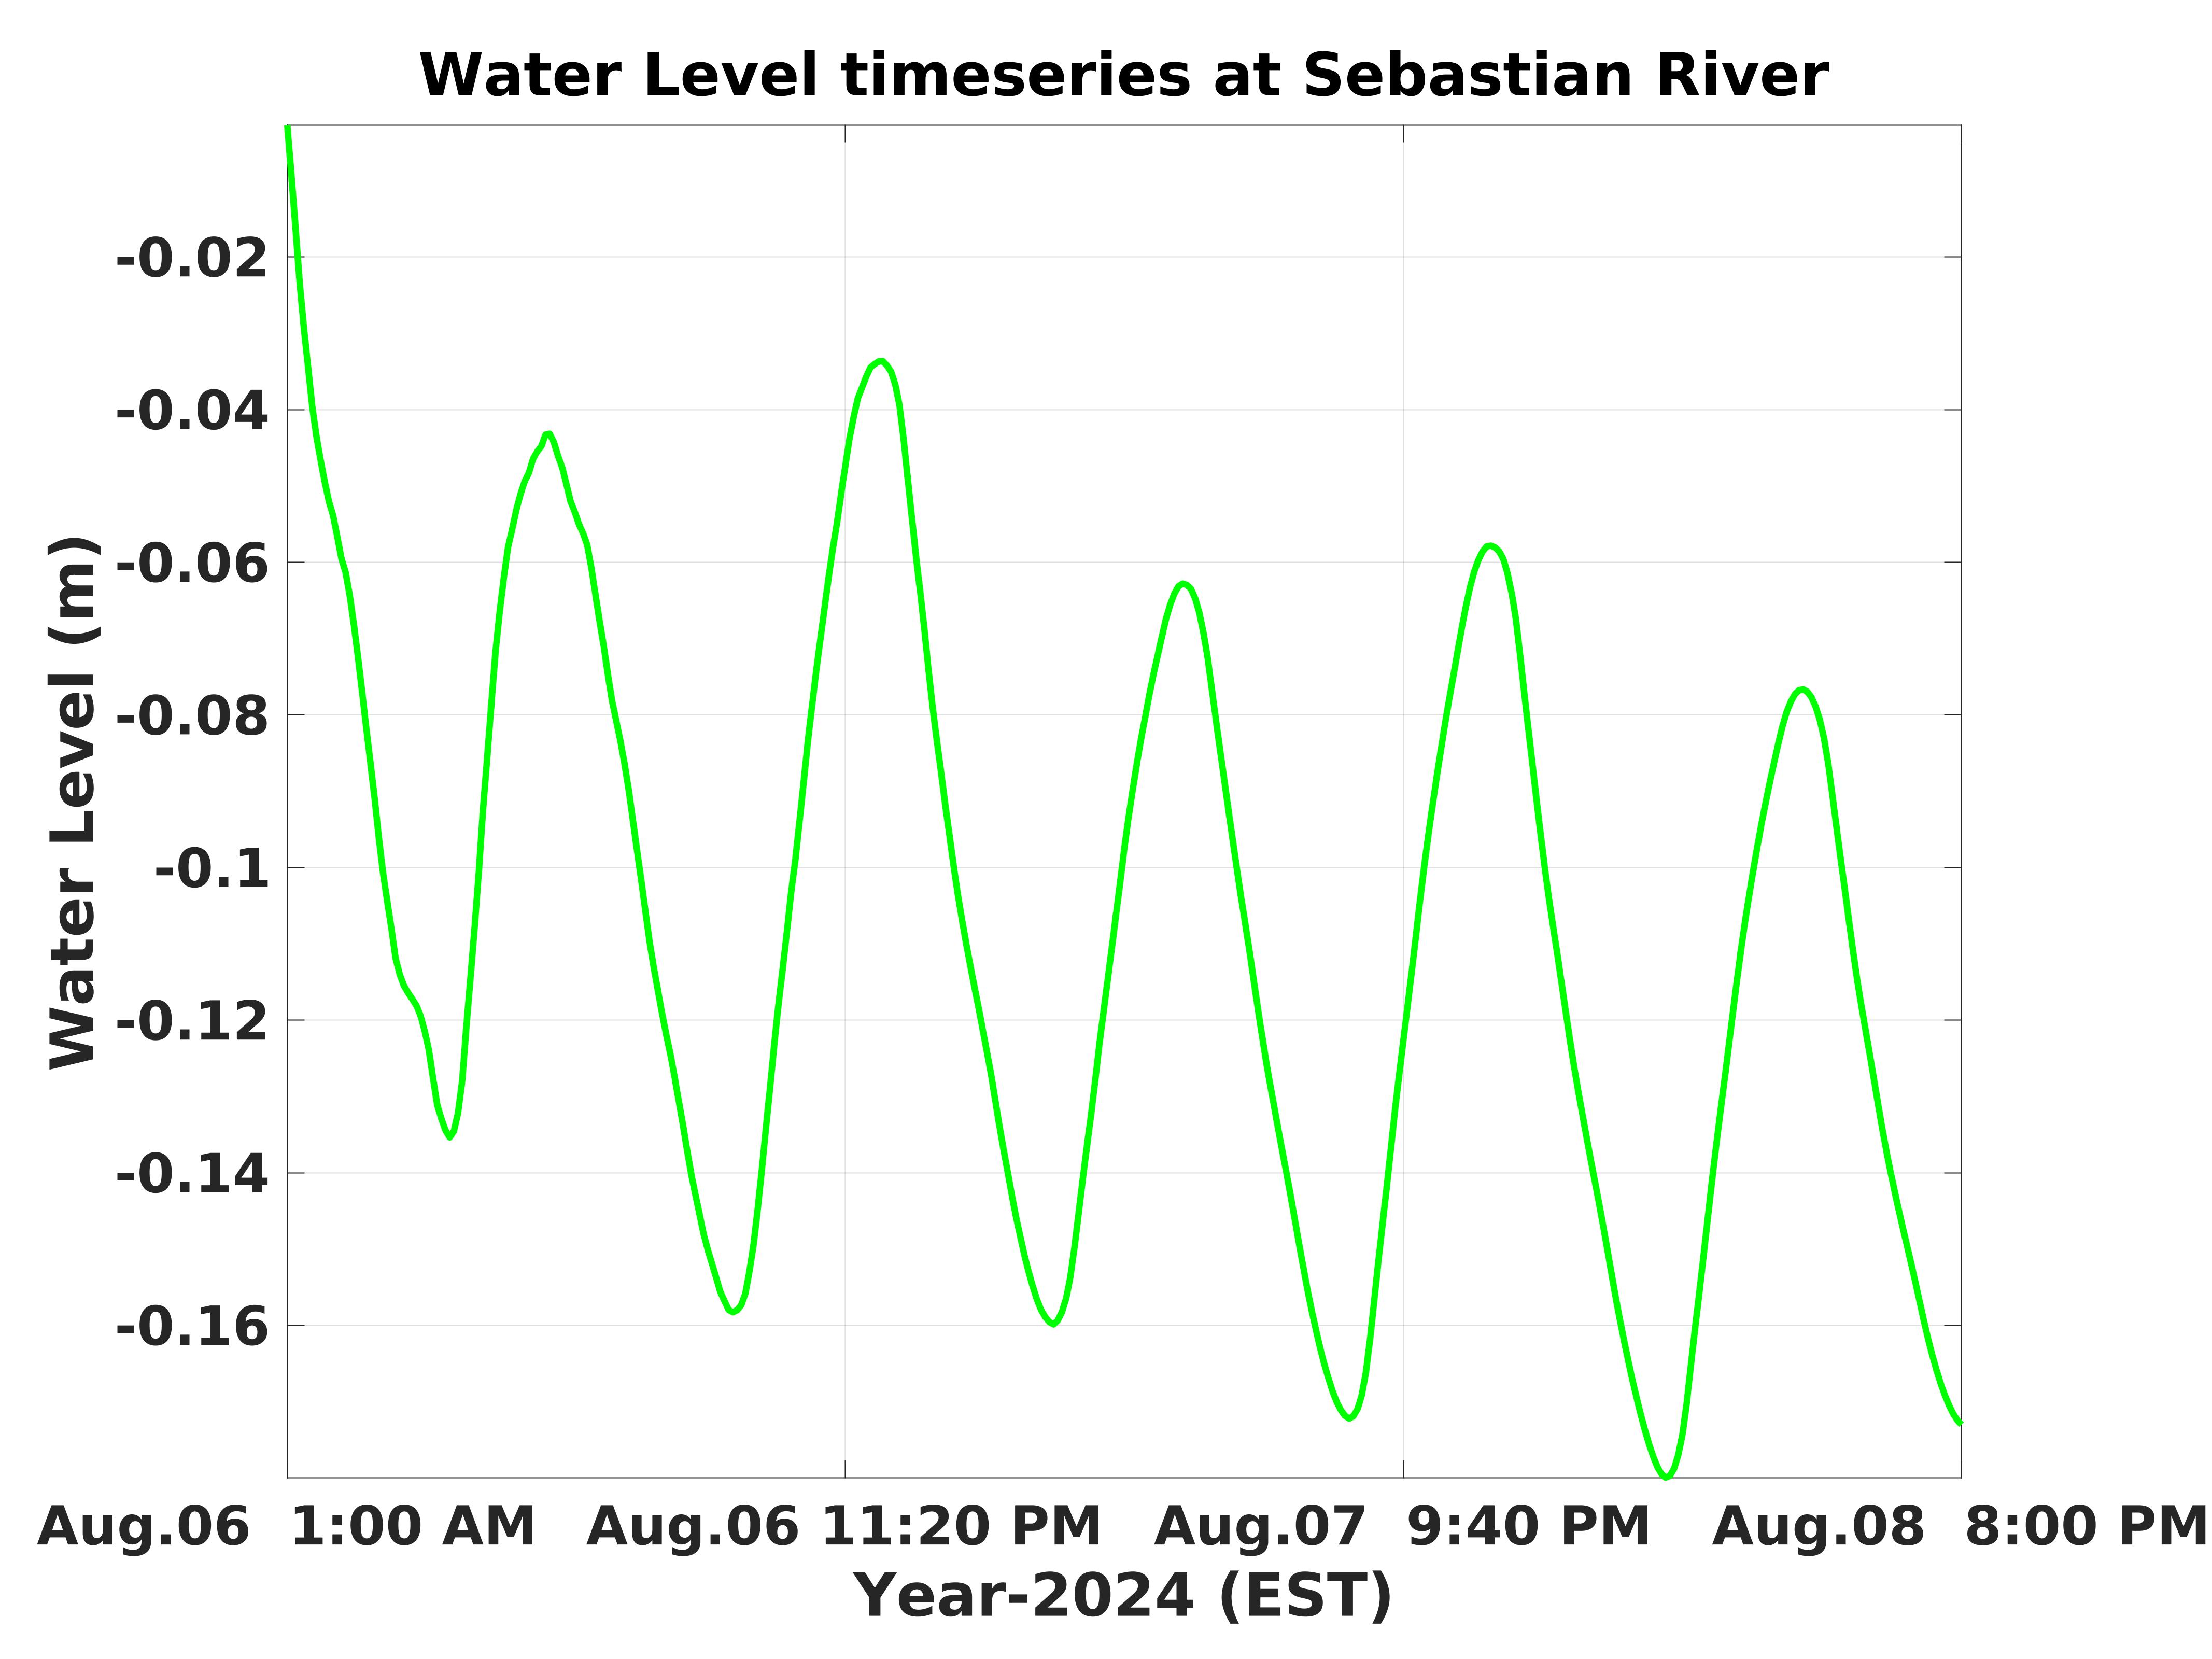 Water Level timeseries at Sebastian River
Water Level (m)
-0.02
-0.04
-0.06
-0.08
-0.1
-0.12
-0.14
-0.16
Aug.06  1:00 AM
Aug.06 11:20 PM
Aug.07  9:40 PM
Aug.08  8:00 PM
Year-2024 (EST)